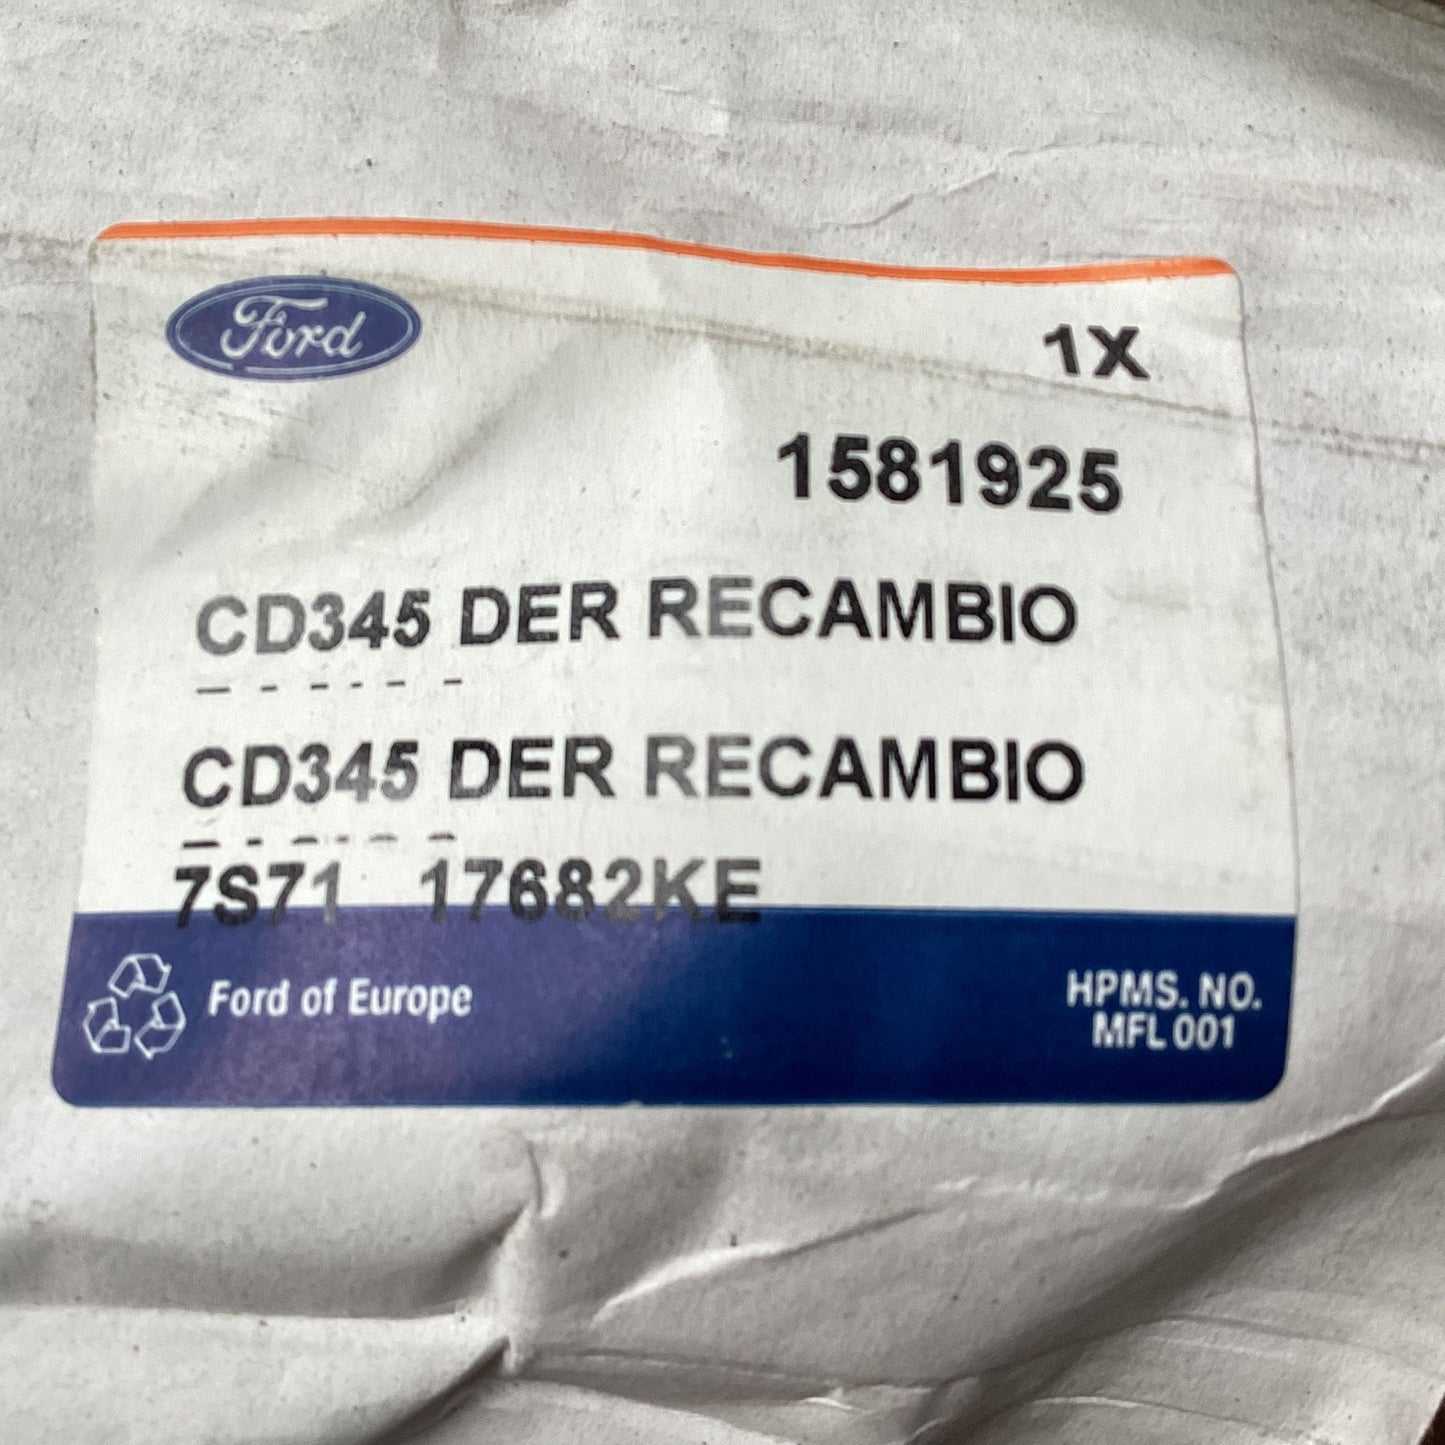 Ford
1X
1581925
CD345 DER RECAMBIO
CD345 DER RECAMBIO
7S71 17682KE
Ford of Europe
HPMS. NO.
MFL 001